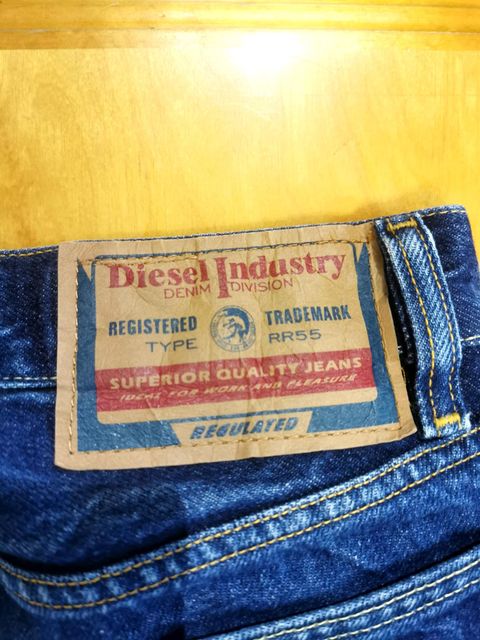 Diesel Industry
DENIM DIVISION
REGISTERED TRADEMARK
TYPE RR55
SUPERIOR QUALITY JEANS
IDEAL FOR WORK AND PLEASURE
REGULATED